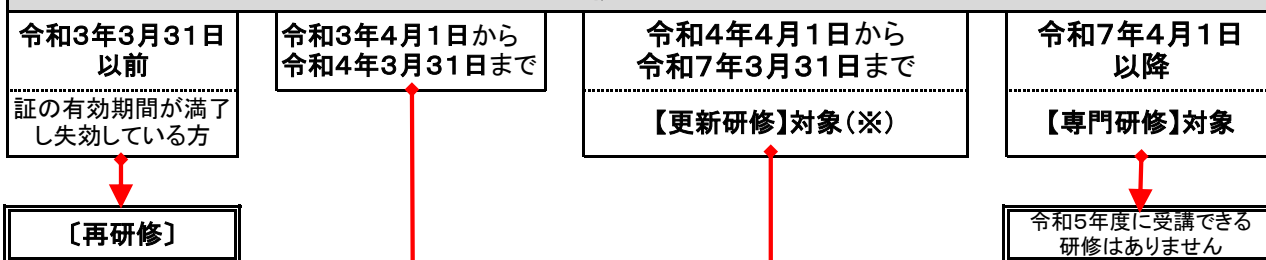 令和3年3月31日
以前
証の有効期間が満了
し失効している方
令和3年4月1日から
令和4年3月31日まで
令和4年4月1日から
令和7年3月31日まで
【更新研修】対象(※)
令和7年4月1日
以降
【専門研修】対象
〔再研修〕
令和5年度に受講できる
研修はありません